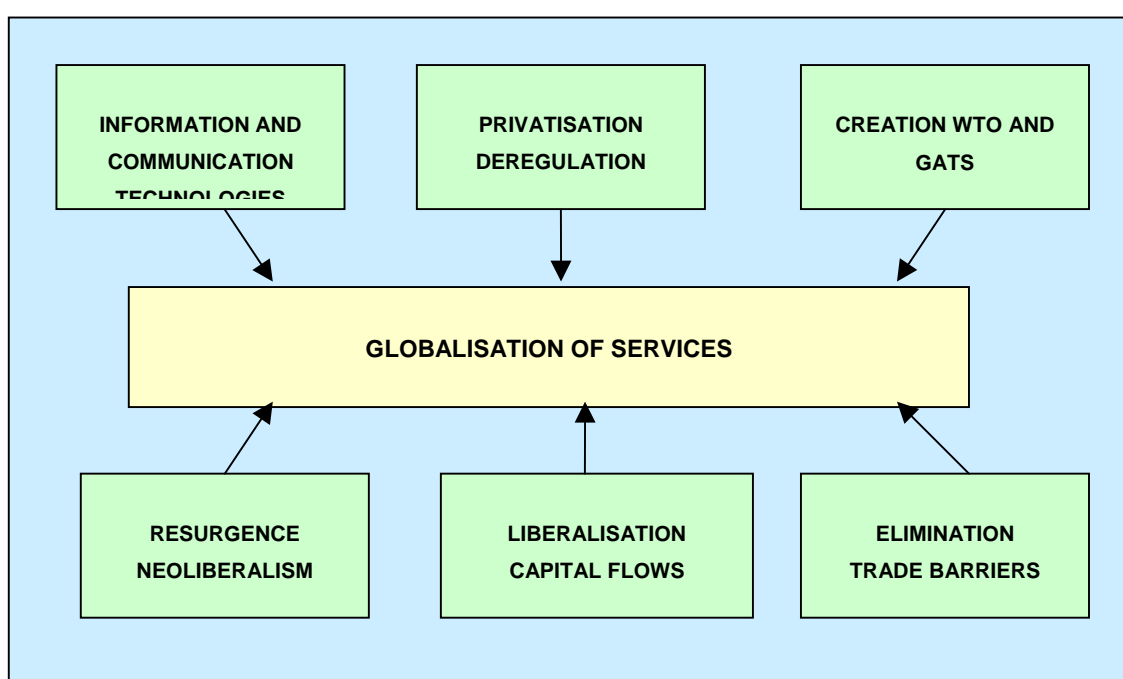 INFORMATION AND
COMMUNICATION
TECHNOLOGIES
PRIVATISATION
DEREGULATION
CREATION WTO AND
GATS
GLOBALISATION OF SERVICES
RESURGENCE
NEOLIBERALISM
LIBERALISATION
CAPITAL FLOWS
ELIMINATION
TRADE BARRIERS